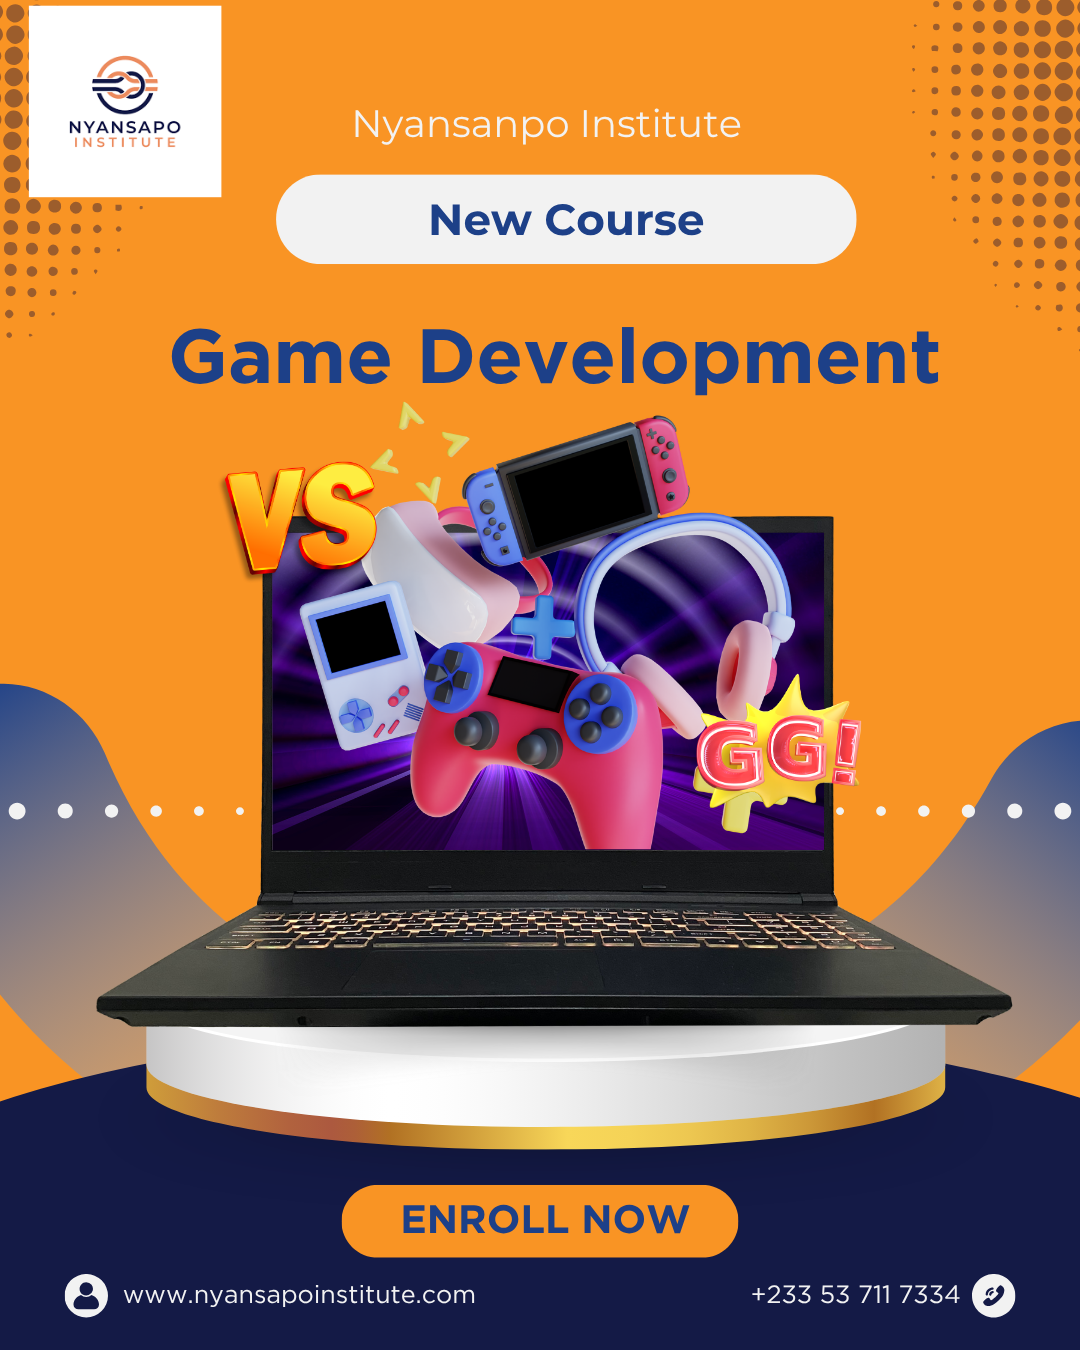 NYANSAPO
INSTITUTE
Nyansanpo Institute
New Course
Game Development
VS
GG!
ENROLL NOW
www.nyansapoinstitute.com
+233 53 711 7334